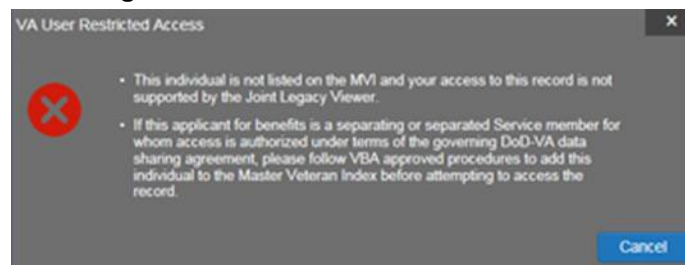 VA User Restricted Access
• This individual is not listed on the MVI and your access to this record is not
supported by the Joint Legacy Viewer.
• If this applicant for benefits is a separating or separated Service member for
whom access is authorized under terms of the governing DoD-VA data
sharing agreement, please follow VBA approved procedures to add this
individual to the Master Veteran Index before attempting to access the
record.
Cancel